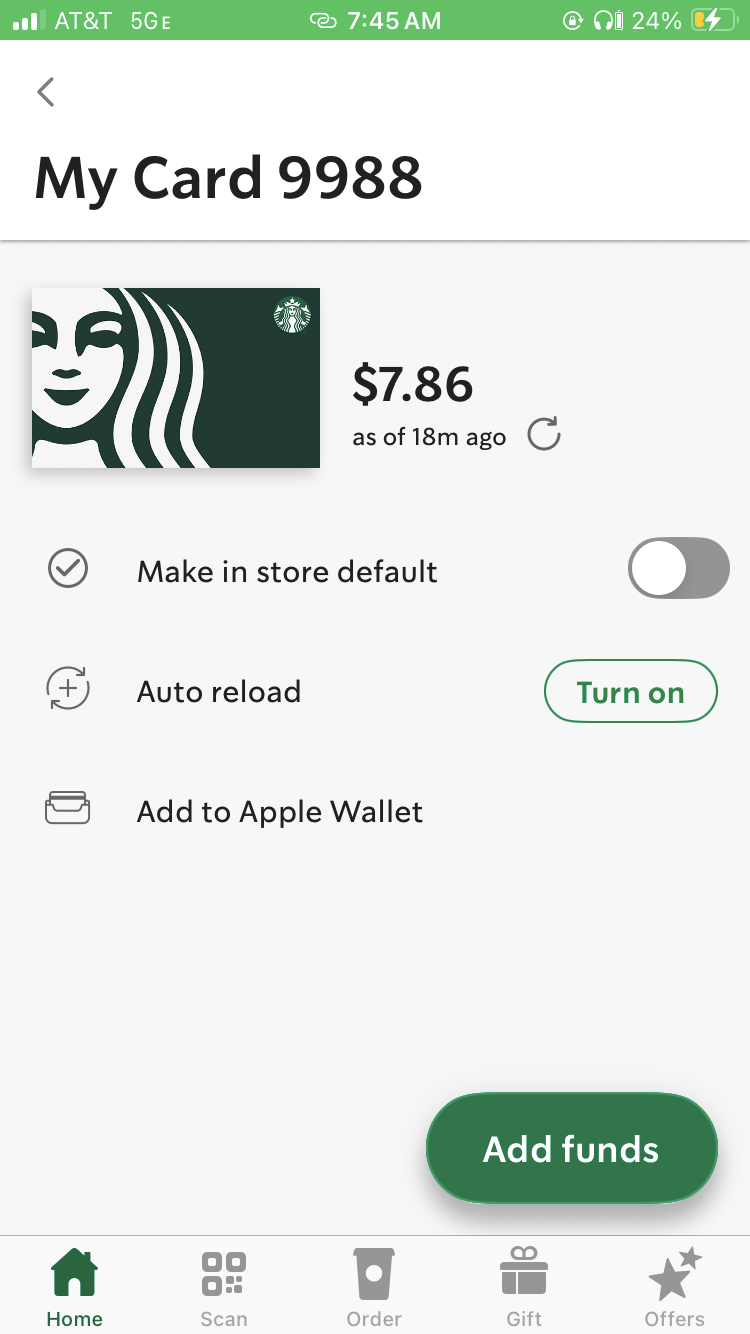 AT&T 5GE 7:45 AM 24%
My Card 9988
$7.86
as of 18m ago
Make in store default
Auto reload Turn on
Add to Apple Wallet
Add funds
Home Scan Order Gift Offers